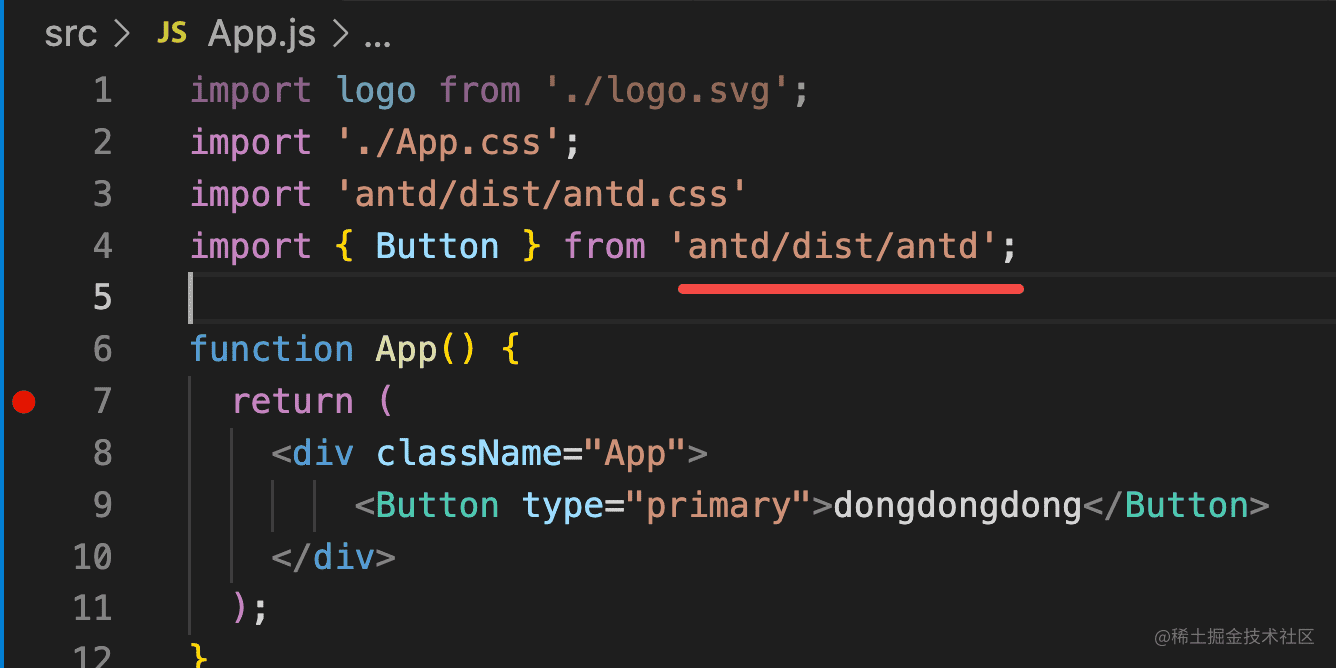 src > JS App.js > ...
1 import logo from './logo.svg';
2 import './App.css';
3 import 'antd/dist/antd.css'
4 import { Button } from 'antd/dist/antd';
5
6 function App() {
7 return (
8 <div className="App">
9 <Button type="primary">dongdongdong</Button>
10 </div>
11 );
12 }
@稀土掘金技术社区